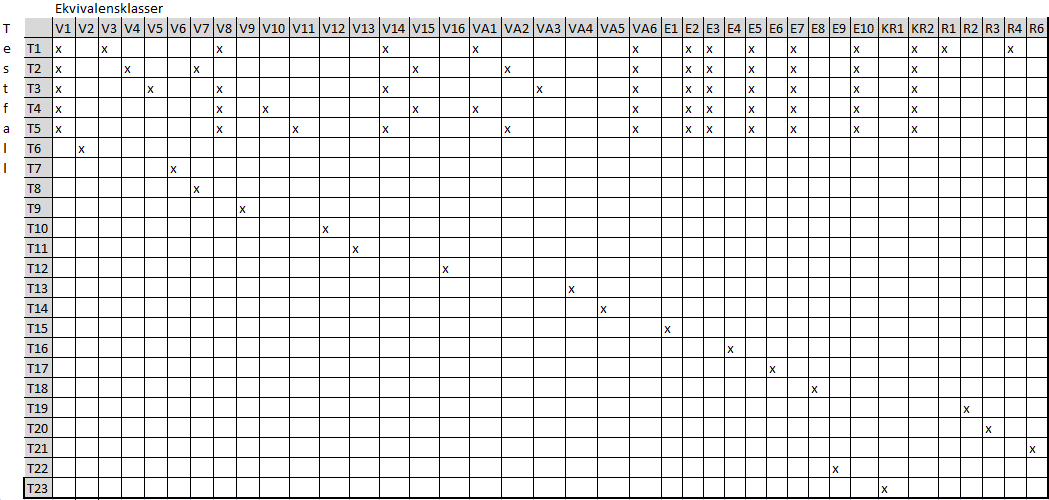 Ekvivalensklasser
T V1 V2 V3 V4 V5 V6 V7 V8 V9 V10 V11 V12 V13 V14 V15 V16 VA1 VA2 VA3 VA4 VA5 VA6 E1 E2 E3 E4 E5 E6 E7 E8 E9 E10 KR1 KR2 R1 R2 R3 R4 R6
e T1 x x x x x x x x x x x x x x
s T2 x x x x x x x x x x x x
t T3 x x x x x x x x x x x x
f T4 x x x x x x x x x x x x
a T5 x x x x x x x x x x x x
l T6 x
l T7 x
T8 x
T9 x
T10 x
T11 x
T12 x
T13 x
T14 x
T15 x
T16 x
T17 x
T18 x
T19 x
T20 x
T21 x
T22 x
T23 x